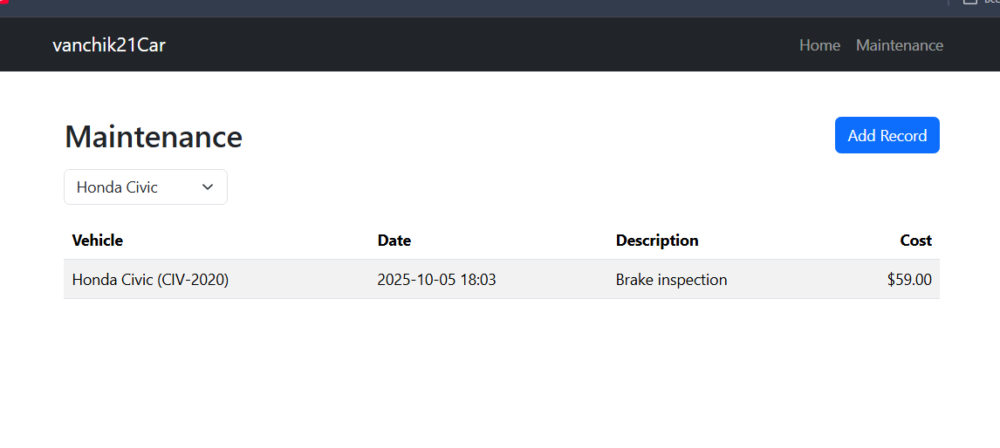 vanchik21Car Home Maintenance
Maintenance Add Record
Honda Civic
Vehicle Date Description Cost
Honda Civic (CIV-2020) 2025-10-05 18:03 Brake inspection $59.00